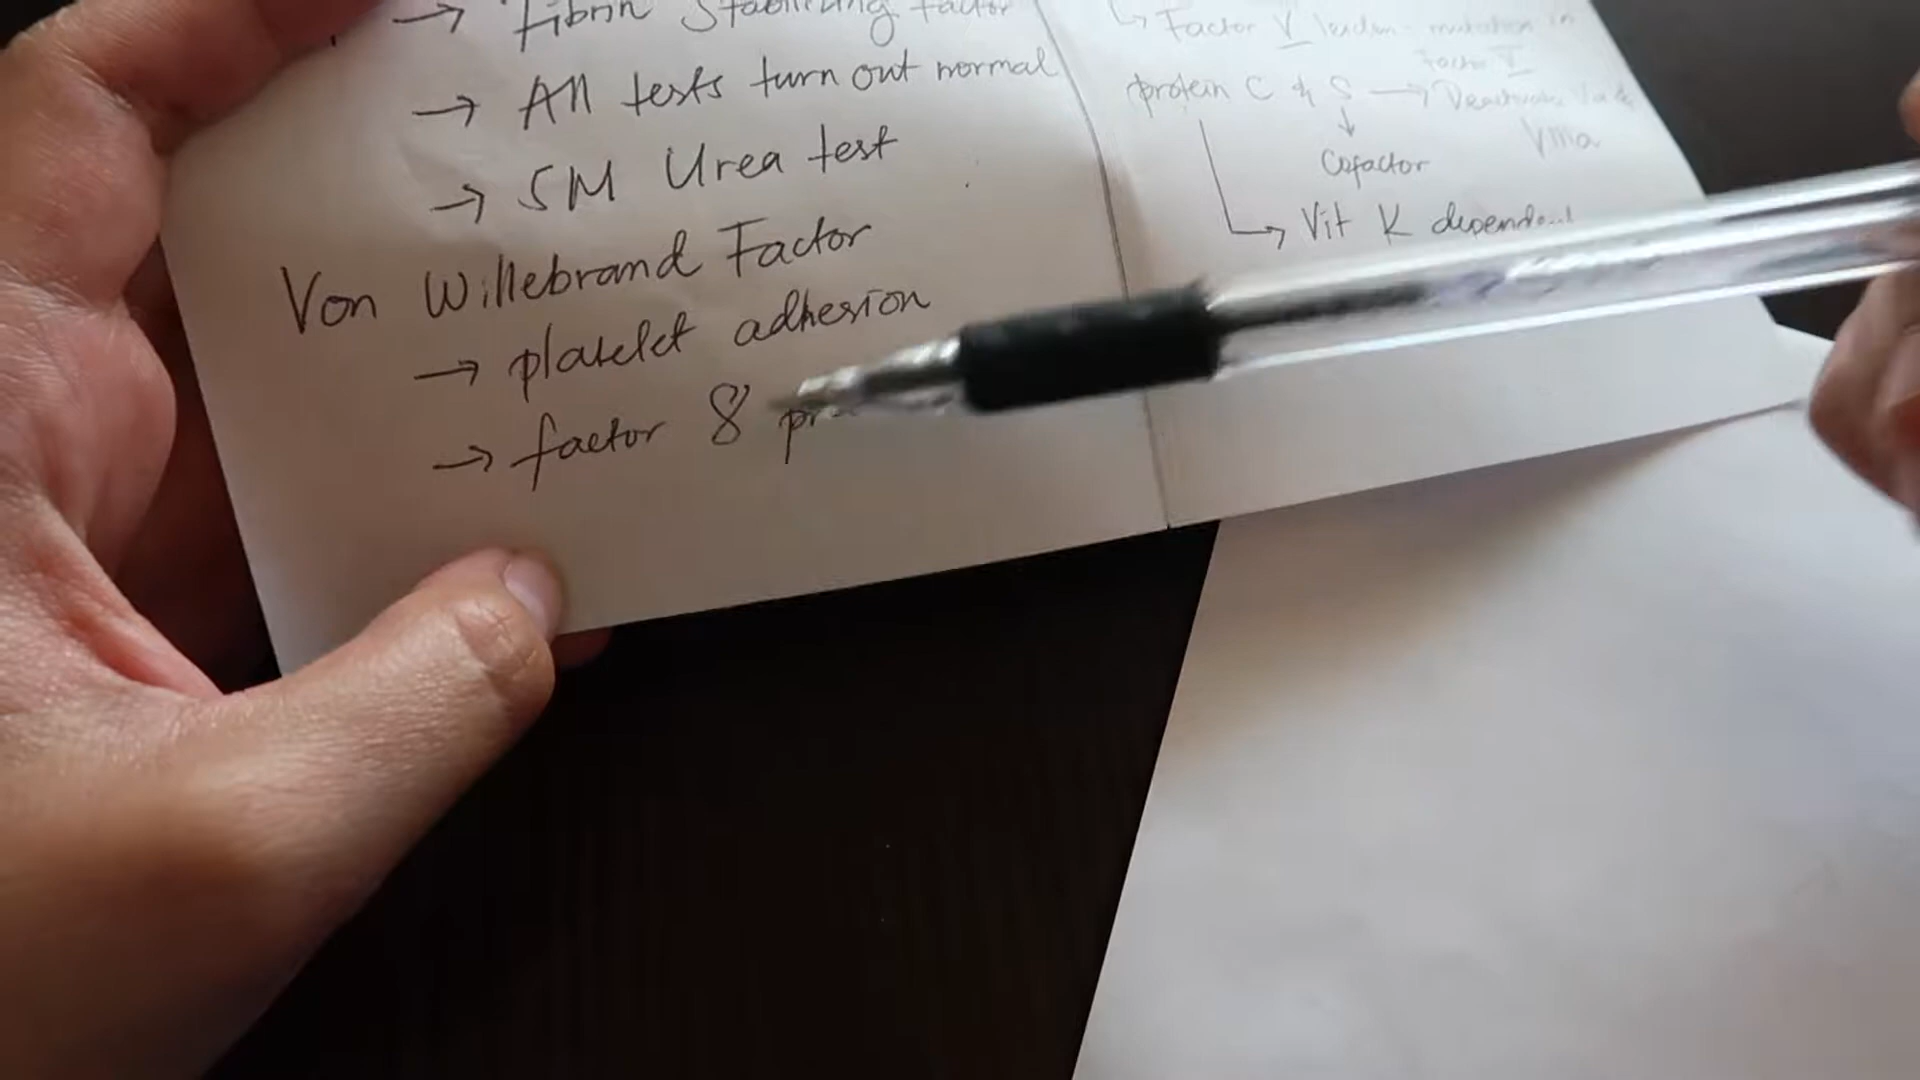 → Fibrin Stabilizing factor
→ All tests turn out normal
→ 5M Urea test
Von Willebrand Factor
→ platelet adhesion
→ factor 8
↳ Factor V leiden - mutation in
Factor V
protein C & S → Deactivates Va &
VIIIa
↓
Cofactor
→ Vit K